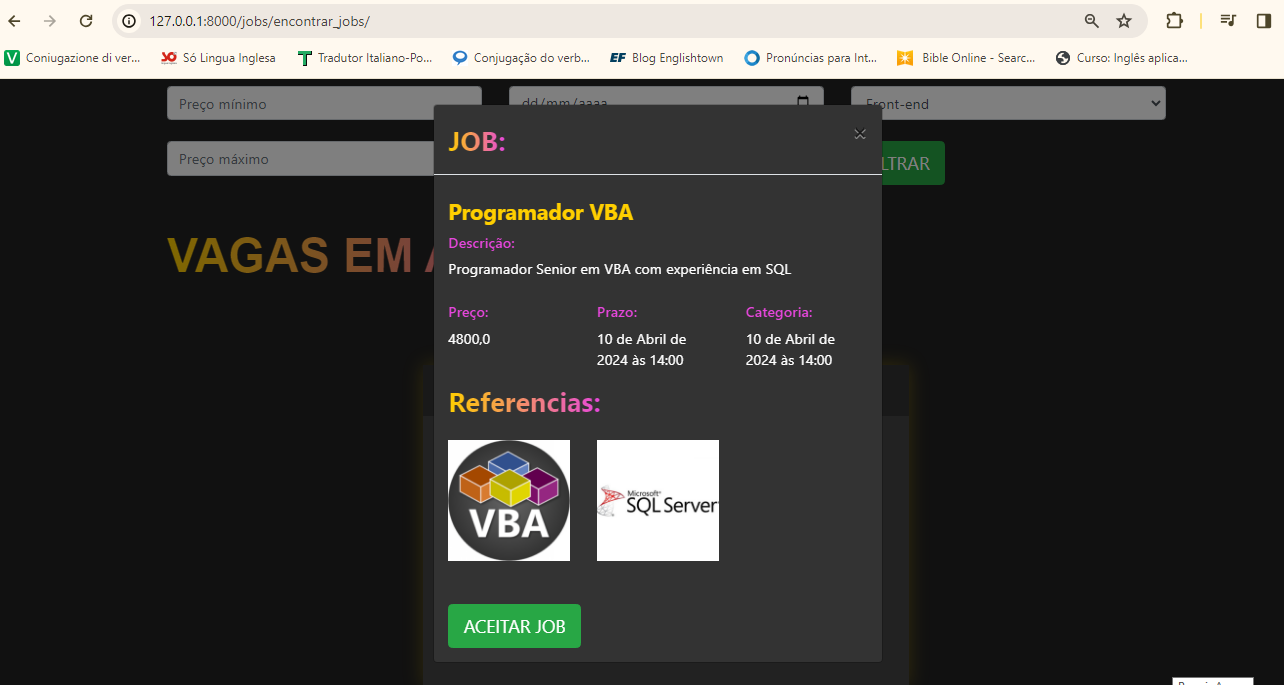 127.0.0.1:8000/jobs/encontrar_jobs/
Coniugazione di ver... Só Lingua Inglesa Tradutor Italiano-Po... Conjugação do verb... EF Blog Englishtown Pronúncias para Int... Bible Online - Searc... Curso: Inglês aplica...
Preço mínimo dd/mm/aaaa Front-end
JOB: ×
Preço máximo LTRAR
Programador VBA
VAGAS EM A
Descrição:
Programador Senior em VBA com experiência em SQL
Preço: Prazo: Categoria:
4800,0 10 de Abril de 10 de Abril de
2024 às 14:00 2024 às 14:00
Referencias:
VBA Microsoft SQL Server
ACEITAR JOB